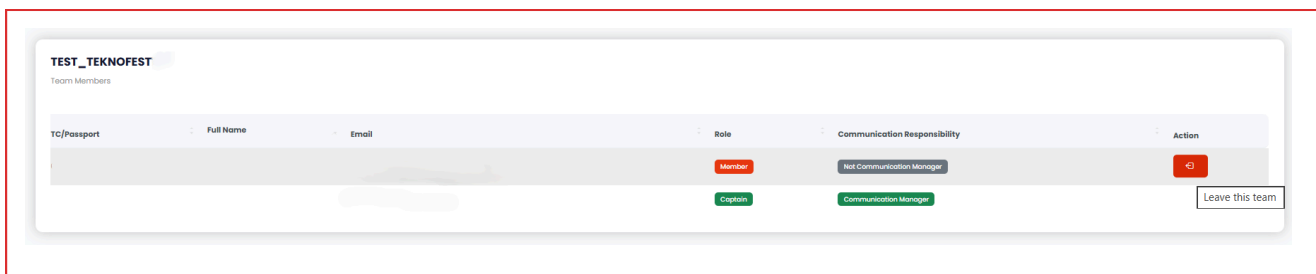 TEST_TEKNOFEST
Team Members
TC/Passport Full Name Email Role Communication Responsibility Action
Member Not Communication Manager
Captain Communication Manager
Leave this team